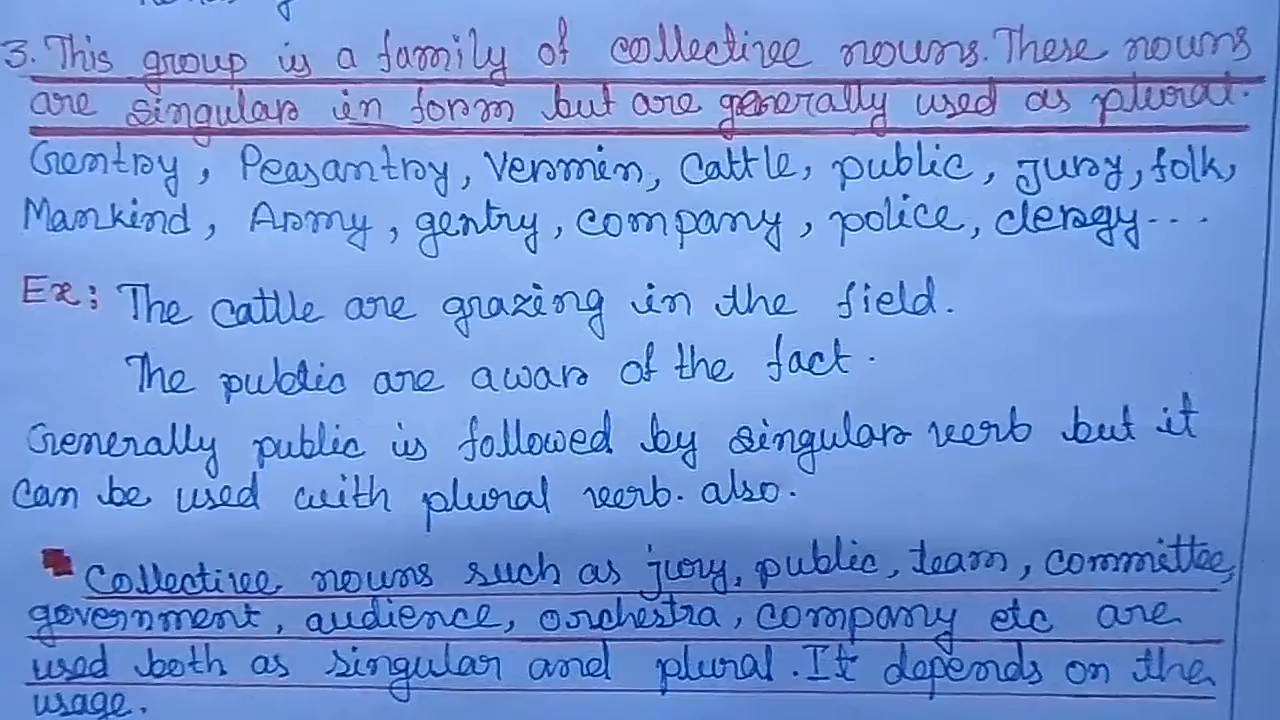 3. This group is a family of collective nouns. These nouns
are singular in form but are generally used as plural.
Gentry, Peasantry, Vermin, Cattle, public, jury, folk,
Mankind, Army, gentry, company, police, clergy....
Ex: The cattle are grazing in the field.
The public are awar of the fact.
Generally public is followed by singular verb but it
can be used with plural verb. also.
Collective nouns such as jury, public, team, committee,
government, audience, orchestra, company etc are
used both as singular and plural. It depends on the
usage.